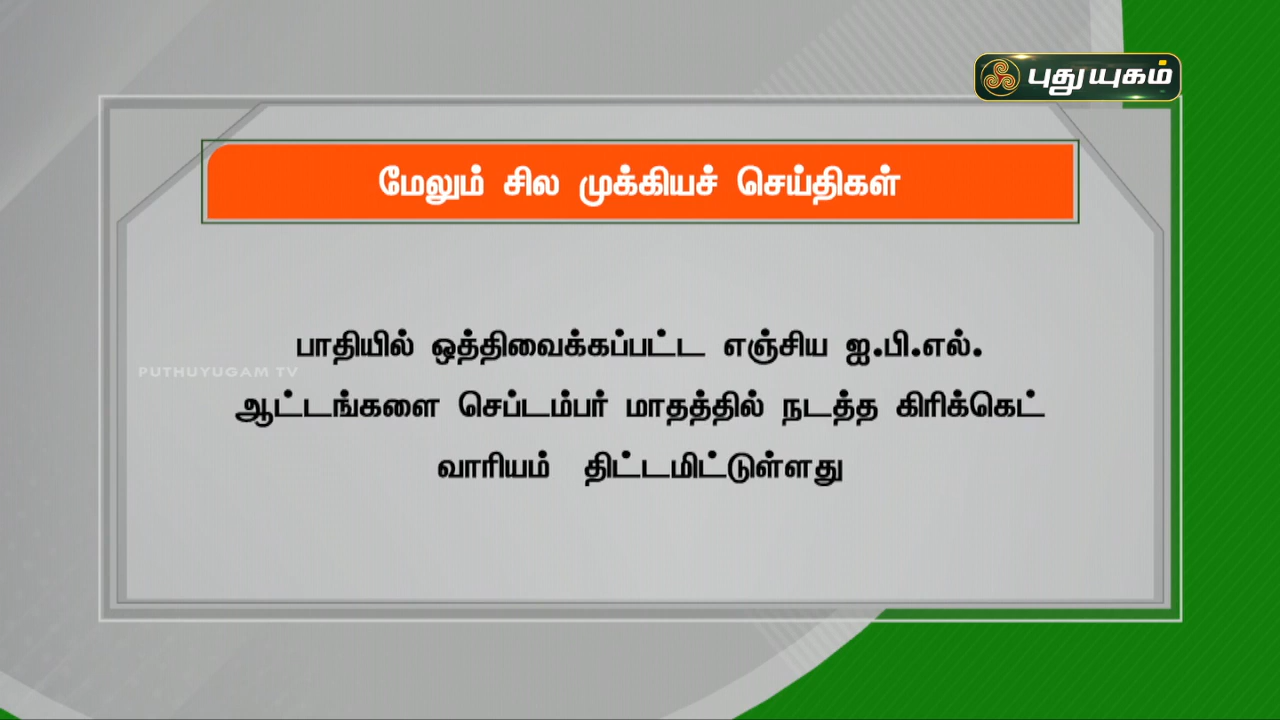 புதுயுகம்
மேலும் சில முக்கியச் செய்திகள்
பாதியில் ஒத்திவைக்கப்பட்ட எஞ்சிய ஐ.பி.எல்.
PUTHUYUGAM TV
ஆட்டங்களை செப்டம்பர் மாதத்தில் நடத்த கிரிக்கெட்
வாரியம் திட்டமிட்டுள்ளது